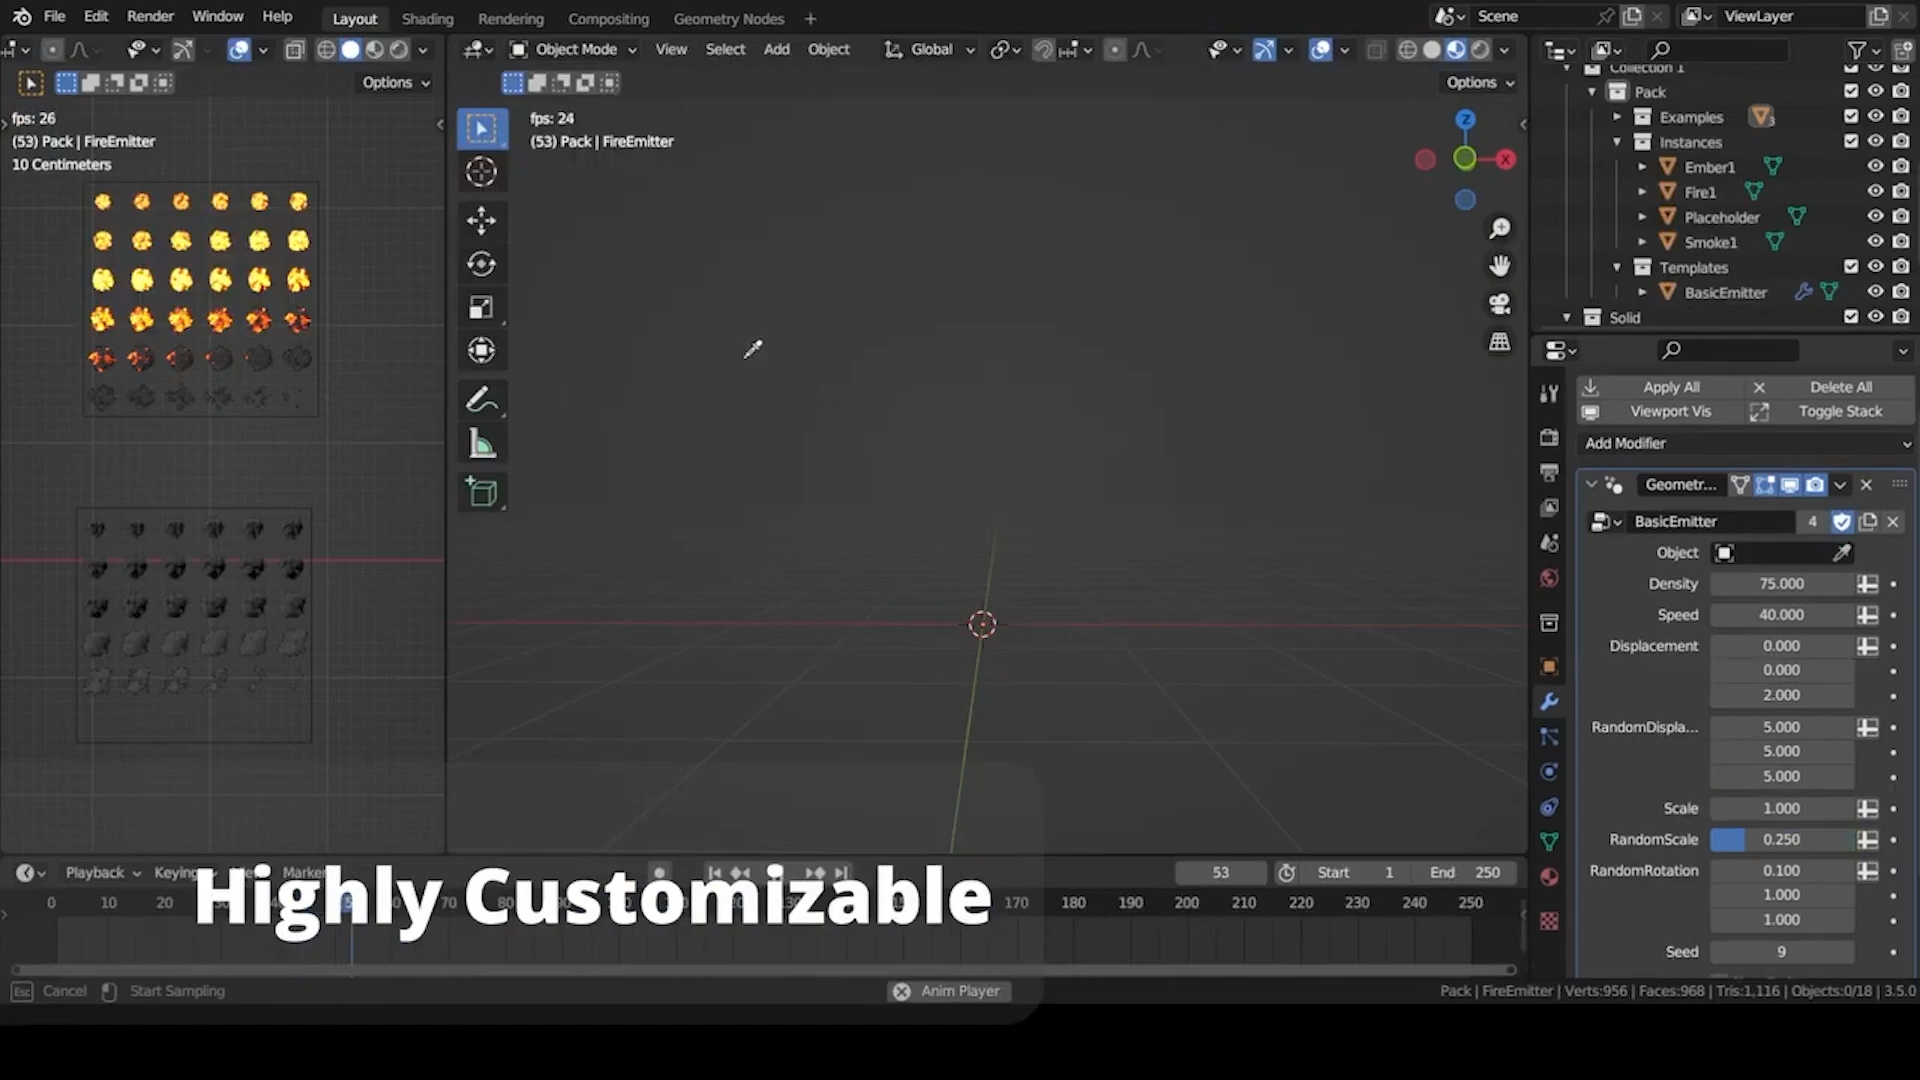 File Edit Render Window Help Layout Shading Rendering Compositing Geometry Nodes + Scene ViewLayer
Object Mode View Select Add Object Global
Options Options
fps: 26
(53) Pack | FireEmitter
10 Centimeters
fps: 24
(53) Pack | FireEmitter
Z
X
Collection 1
Pack
Examples 3
Instances
Ember1
Fire1
Placeholder
Smoke1
Templates
BasicEmitter
Solid
Apply All Delete All
Viewport Vis Toggle Stack
Add Modifier
Geometr...
BasicEmitter 4
Object
Density 75.000
Speed 40.000
Displacement 0.000
0.000
2.000
RandomDispla... 5.000
5.000
5.000
Scale 1.000
RandomScale 0.250
RandomRotation 0.100
1.000
1.000
Seed 9
Playback Keying Marker 53 Start 1 End 250
0 10 20 70 170 180 190 200 210 220 230 240 250
Highly Customizable
Esc Cancel Start Sampling Anim Player Pack | FireEmitter | Verts:956 | Faces:968 | Tris:1,116 | Objects:0/18 | 3.5.0